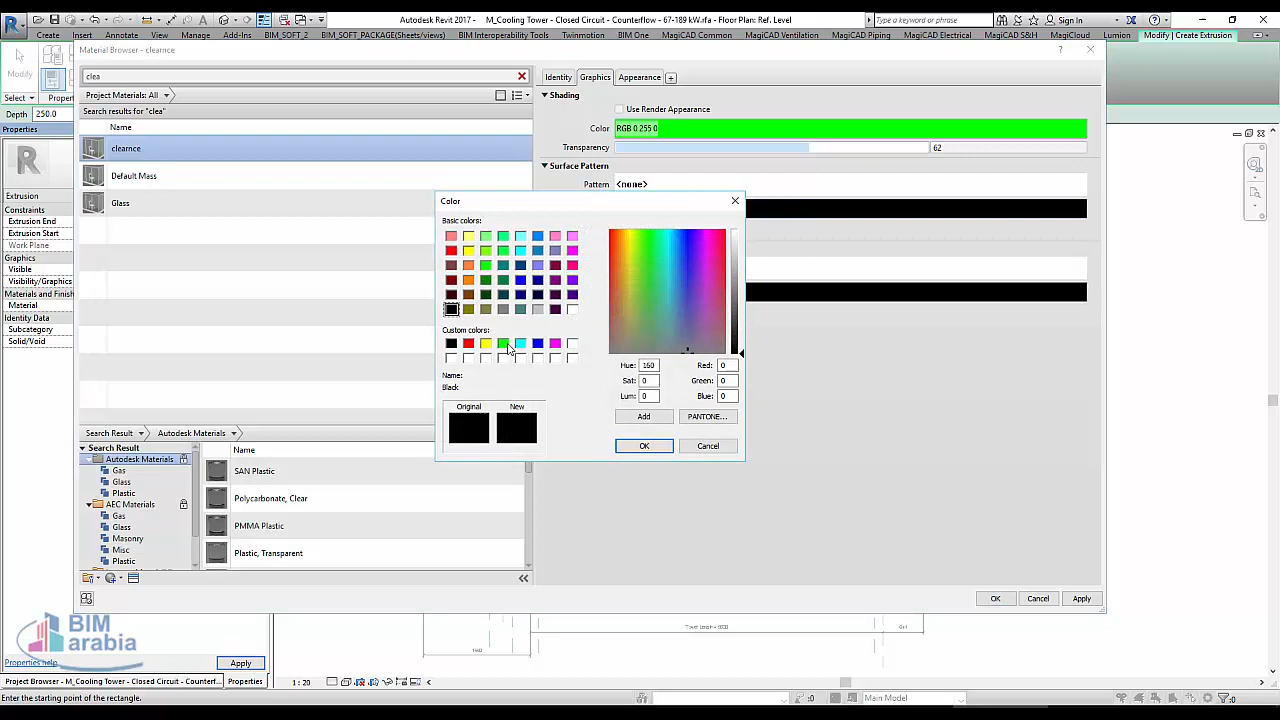 Autodesk Revit 2017 - M_Cooling Tower - Closed Circuit - Counterflow - 67-189 kW.rfa - Floor Plan: Ref. Level
Type a keyword or phrase
Sign In
Create Insert Annotate View Manage Add-Ins BIM_SOFT_2 BIM_SOFT_PACKAGE(Sheets/views) BIM Interoperability Tools Twinmotion BIM One MagiCAD Common MagiCAD Ventilation MagiCAD Piping MagiCAD Electrical MagiCAD S&H MagiCloud Lumion Modify | Create Extrusion
Material Browser - clearnce
Modify
Select
Depth 250.0
Properties
Extrusion
Constraints
Extrusion End
Extrusion Start
Work Plane
Graphics
Visible
Visibility/Graphics
Materials and Finish
Material
Identity Data
Subcategory
Solid/Void
clea
Project Materials: All
Search results for "clea"
Name
clearnce
Default Mass
Glass
Identity Graphics Appearance
Shading
Use Render Appearance
Color RGB 0 255 0
Transparency 62
Surface Pattern
Pattern <none>
Color
Basic colors:
Custom colors:
Name:
Black
Original New
Hue: 160 Red: 0
Sat: 0 Green: 0
Lum: 0 Blue: 0
Add PANTONE...
OK Cancel
Search Result Autodesk Materials
Search Result
Autodesk Materials
Gas
Glass
Plastic
AEC Materials
Gas
Glass
Masonry
Misc
Plastic
Name
SAN Plastic
Polycarbonate, Clear
PMMA Plastic
Plastic, Transparent
OK Cancel Apply
BIM
arabia
Properties help
Apply
Project Browser - M_Cooling Tower - Closed Circuit - Counterf... Properties
1 : 20
Enter the starting point of the rectangle.
:0
Main Model
:0